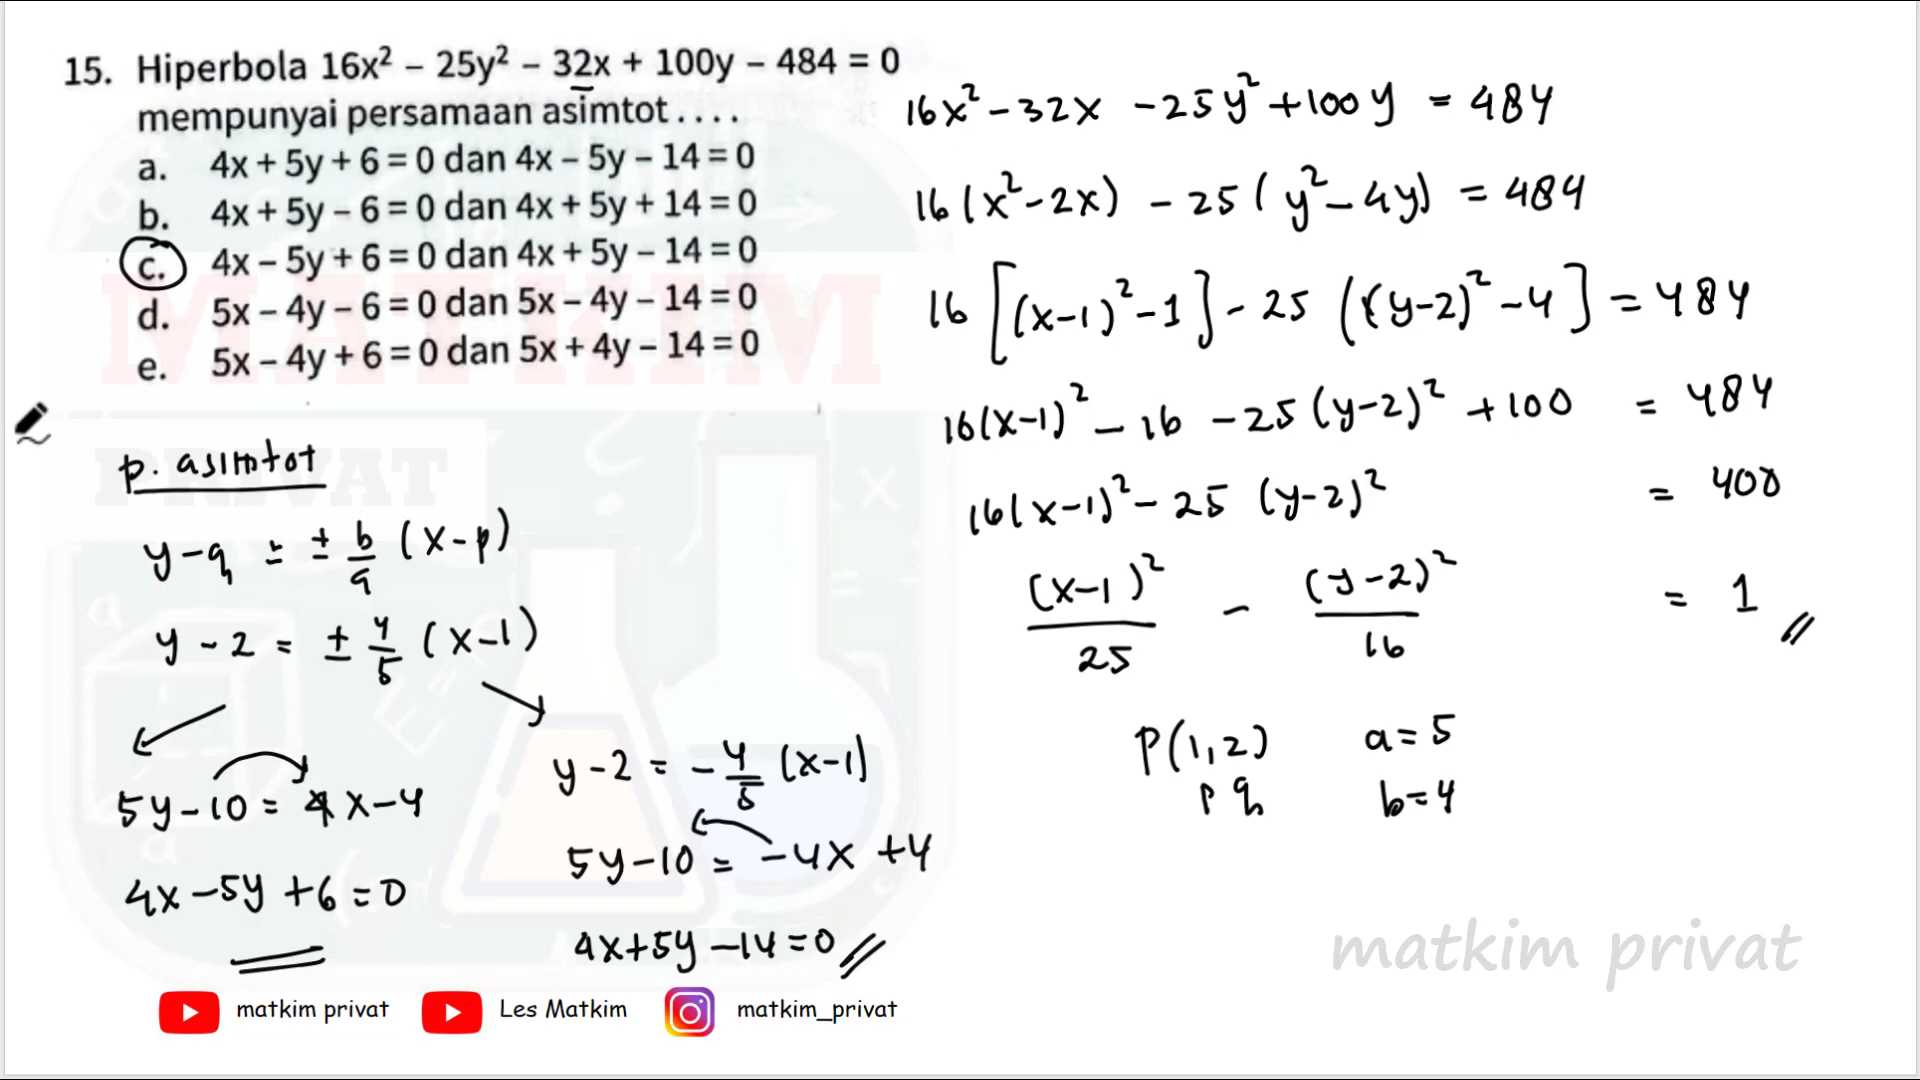 15. Hiperbola 16x² – 25y² – 32x + 100y – 484 = 0
mempunyai persamaan asimtot . . . .
a. 4x + 5y + 6 = 0 dan 4x – 5y – 14 = 0
b. 4x + 5y – 6 = 0 dan 4x + 5y + 14 = 0
c. 4x – 5y + 6 = 0 dan 4x + 5y – 14 = 0
d. 5x – 4y – 6 = 0 dan 5x – 4y – 14 = 0
e. 5x – 4y + 6 = 0 dan 5x + 4y – 14 = 0
MATKIM
PRIVAT
p. asimtot
y-q = ± b/a (x-p)
y - 2 = ± 4/5 (x-1)
5y-10 = 4x-4
4x-5y+6=0
y-2 = -4/5 (x-1)
5y-10 = -4x+4
4x+5y-14=0
16x²-32x -25y²+100y = 484
16(x²-2x) - 25(y²-4y) = 484
16[(x-1)²-1] - 25((y-2)²-4] = 484
16(x-1)² - 16 - 25(y-2)² + 100 = 484
16(x-1)² - 25(y-2)² = 400
(x-1)²/25 - (y-2)²/16 = 1
P(1,2) a=5
p q b=4
matkim privat
matkim privat
Les Matkim
matkim_privat